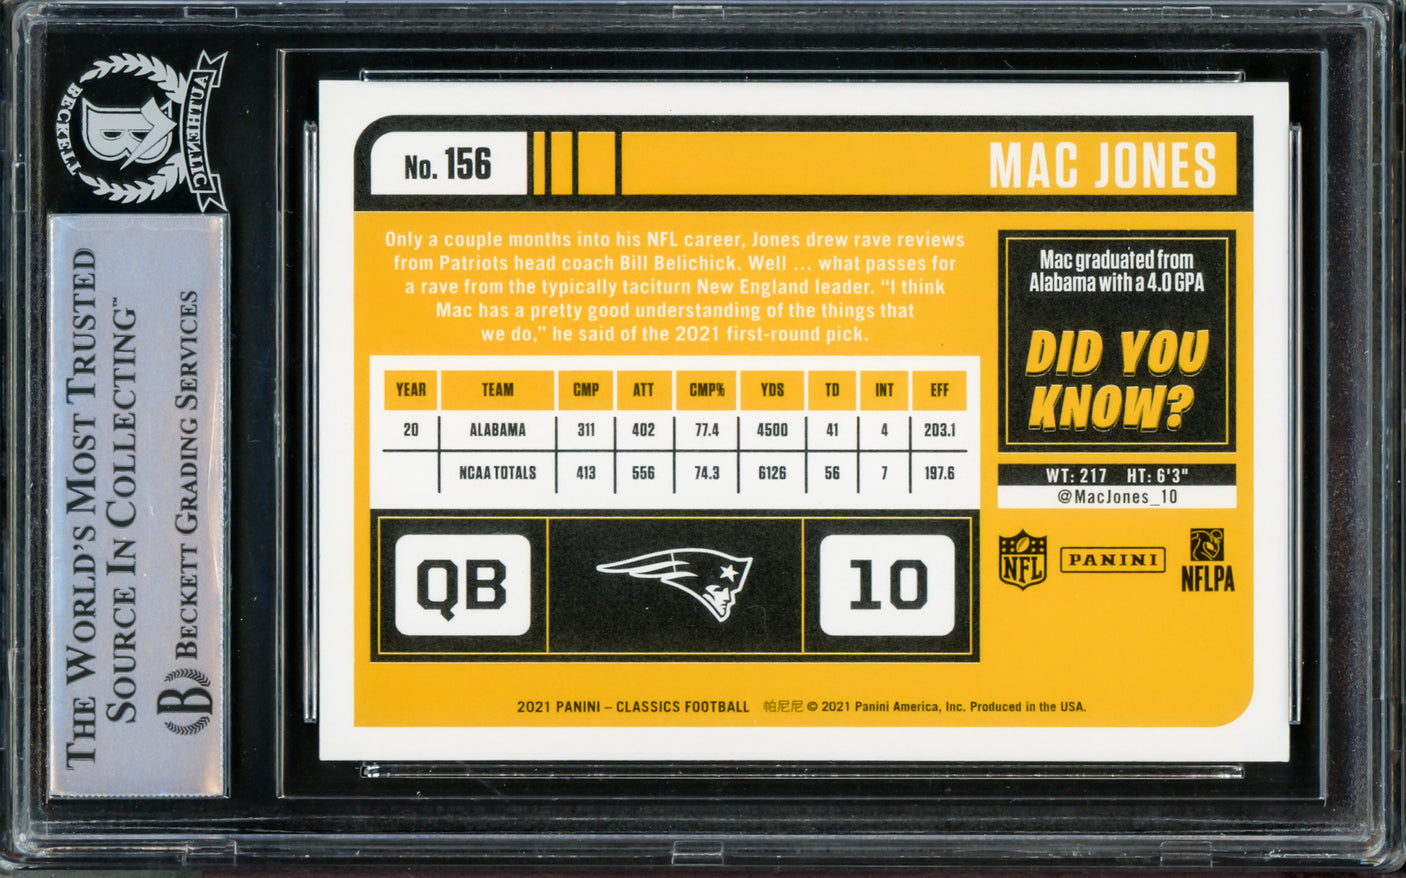 BECKETT
B
AUTHENTIC
THE WORLD'S MOST TRUSTED
SOURCE IN COLLECTING™
B BECKETT GRADING SERVICES
No. 156
MAC JONES
Only a couple months into his NFL career, Jones drew rave reviews
from Patriots head coach Bill Belichick. Well ... what passes for
a rave from the typically taciturn New England leader. “I think
Mac has a pretty good understanding of the things that
we do,” he said of the 2021 first-round pick.
Mac graduated from
Alabama with a 4.0 GPA
DID YOU
KNOW?
WT: 217 HT: 6'3"
@MacJones_10
YEAR TEAM CMP ATT CMP% YDS TD INT EFF
20 ALABAMA 311 402 77.4 4500 41 4 203.1
NCAA TOTALS 413 556 74.3 6126 56 7 197.6
QB
10
NFL
PANINI
NFLPA
2021 PANINI – CLASSICS FOOTBALL 帕尼尼 © 2021 Panini America, Inc. Produced in the USA.